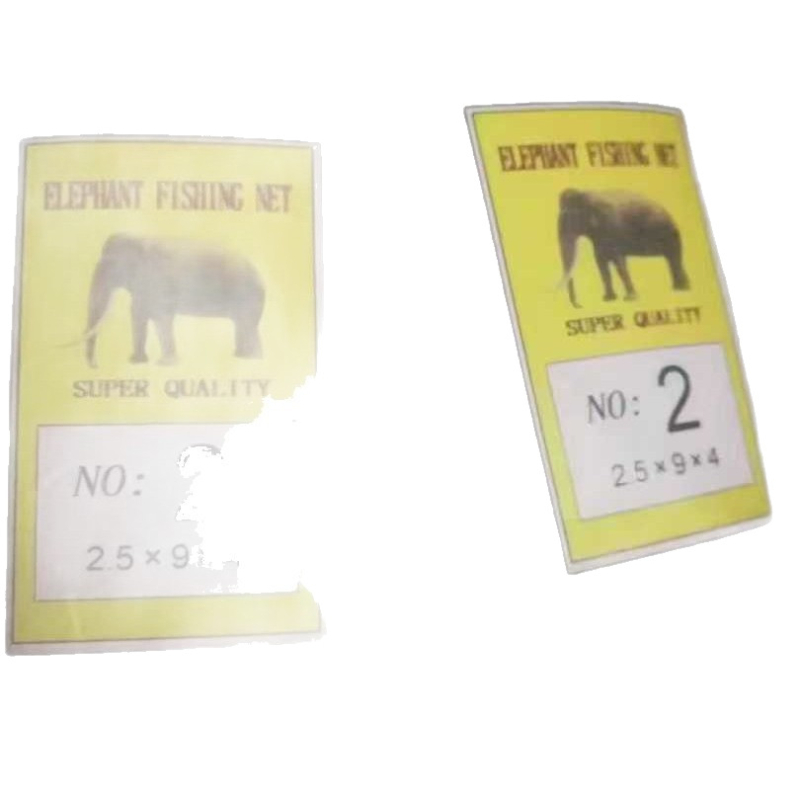 ELEPHANT FISHING NET
SUPER QUALITY
NO:
2.5×9
ELEPHANT FISHING NET
SUPER QUALITY
NO: 2
2.5×9×4